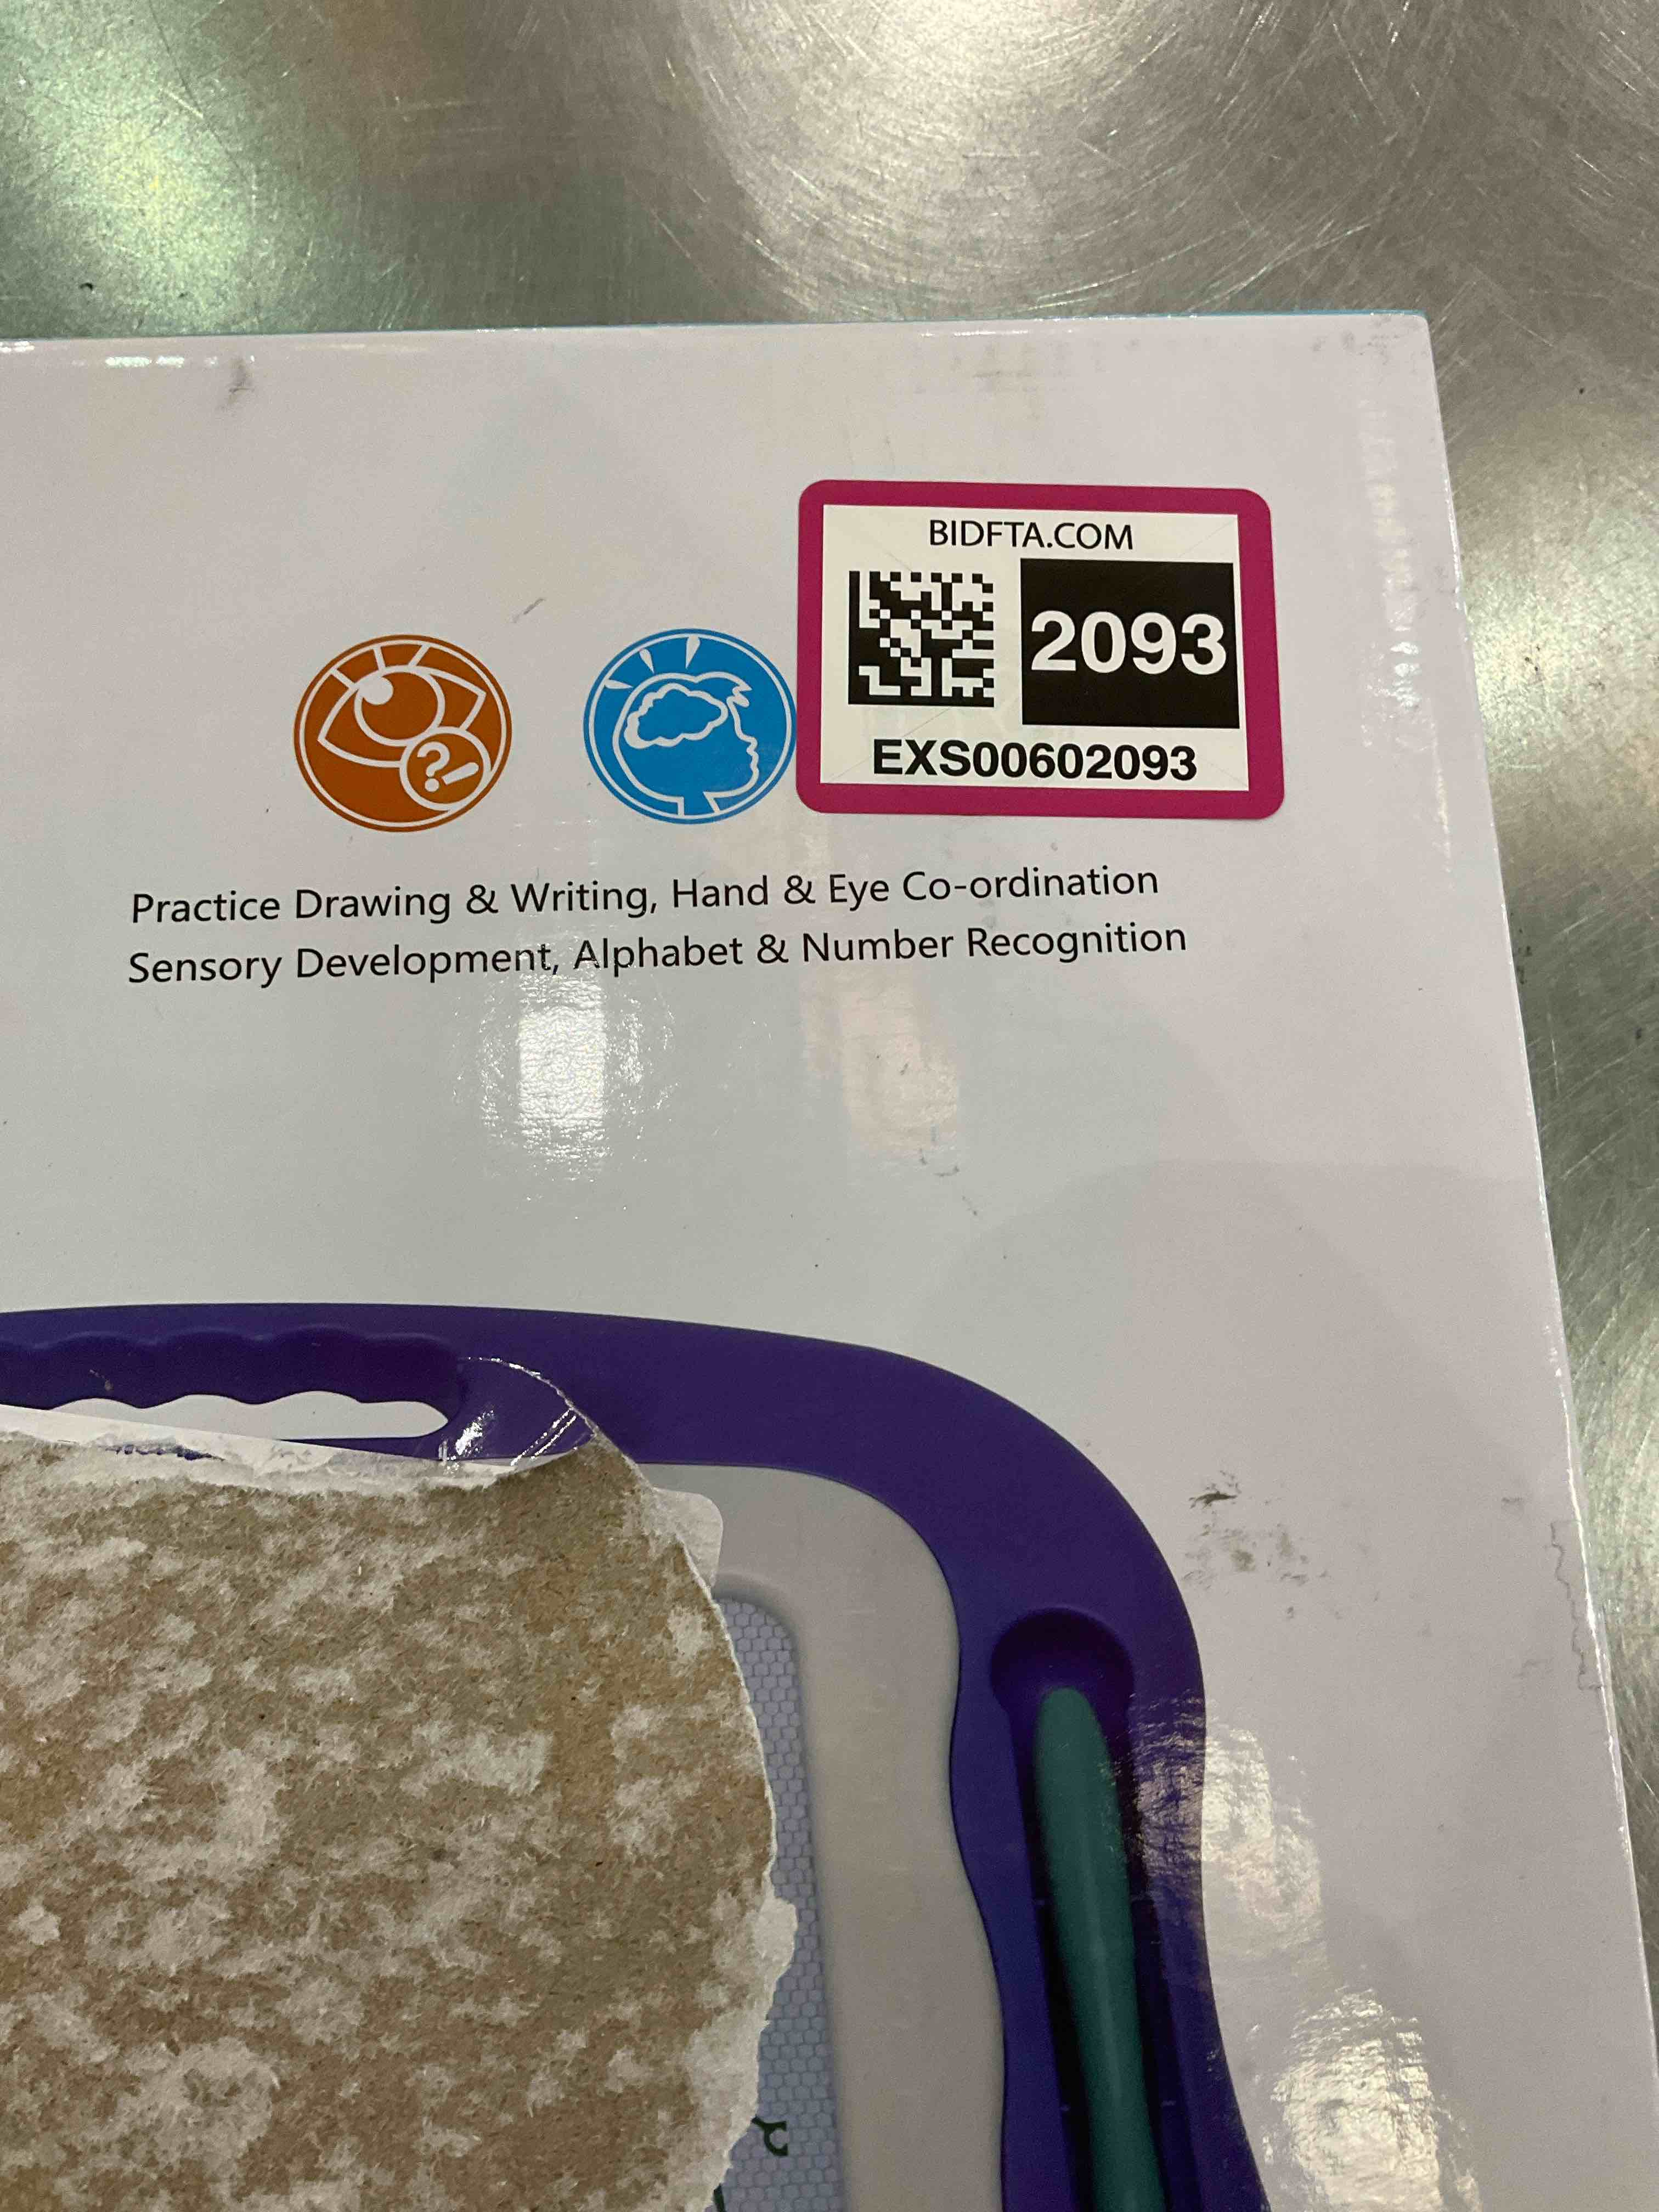 BIDFTA.COM
2093
EXS00602093
?
Practice Drawing & Writing, Hand & Eye Co-ordination
Sensory Development, Alphabet & Number Recognition